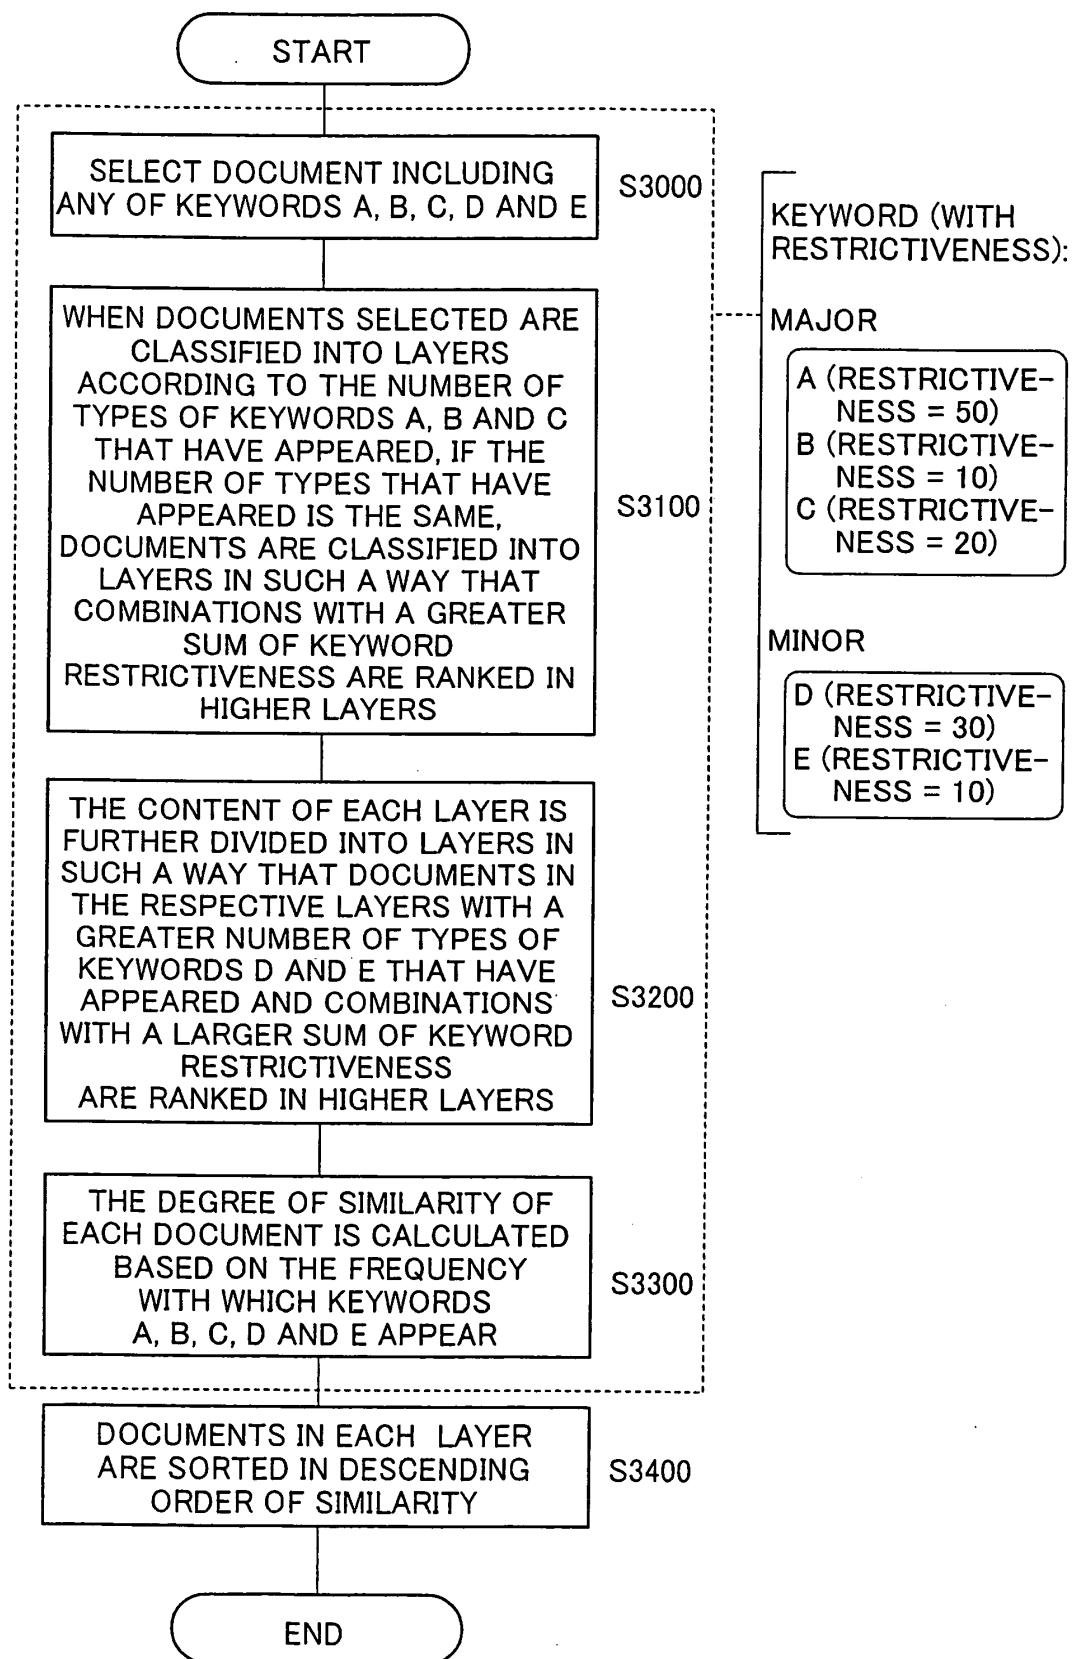 START
SELECT DOCUMENT INCLUDING
ANY OF KEYWORDS A, B, C, D AND E
S3000
WHEN DOCUMENTS SELECTED ARE
CLASSIFIED INTO LAYERS
ACCORDING TO THE NUMBER OF
TYPES OF KEYWORDS A, B AND C
THAT HAVE APPEARED, IF THE
NUMBER OF TYPES THAT HAVE
APPEARED IS THE SAME,
DOCUMENTS ARE CLASSIFIED INTO
LAYERS IN SUCH A WAY THAT
COMBINATIONS WITH A GREATER
SUM OF KEYWORD
RESTRICTIVENESS ARE RANKED IN
HIGHER LAYERS
S3100
THE CONTENT OF EACH LAYER IS
FURTHER DIVIDED INTO LAYERS IN
SUCH A WAY THAT DOCUMENTS IN
THE RESPECTIVE LAYERS WITH A
GREATER NUMBER OF TYPES OF
KEYWORDS D AND E THAT HAVE
APPEARED AND COMBINATIONS
WITH A LARGER SUM OF KEYWORD
RESTRICTIVENESS
ARE RANKED IN HIGHER LAYERS
S3200
THE DEGREE OF SIMILARITY OF
EACH DOCUMENT IS CALCULATED
BASED ON THE FREQUENCY
WITH WHICH KEYWORDS
A, B, C, D AND E APPEAR
S3300
DOCUMENTS IN EACH LAYER
ARE SORTED IN DESCENDING
ORDER OF SIMILARITY
S3400
END
KEYWORD (WITH
RESTRICTIVENESS):
MAJOR
A (RESTRICTIVE-
NESS = 50)
B (RESTRICTIVE-
NESS = 10)
C (RESTRICTIVE-
NESS = 20)
MINOR
D (RESTRICTIVE-
NESS = 30)
E (RESTRICTIVE-
NESS = 10)